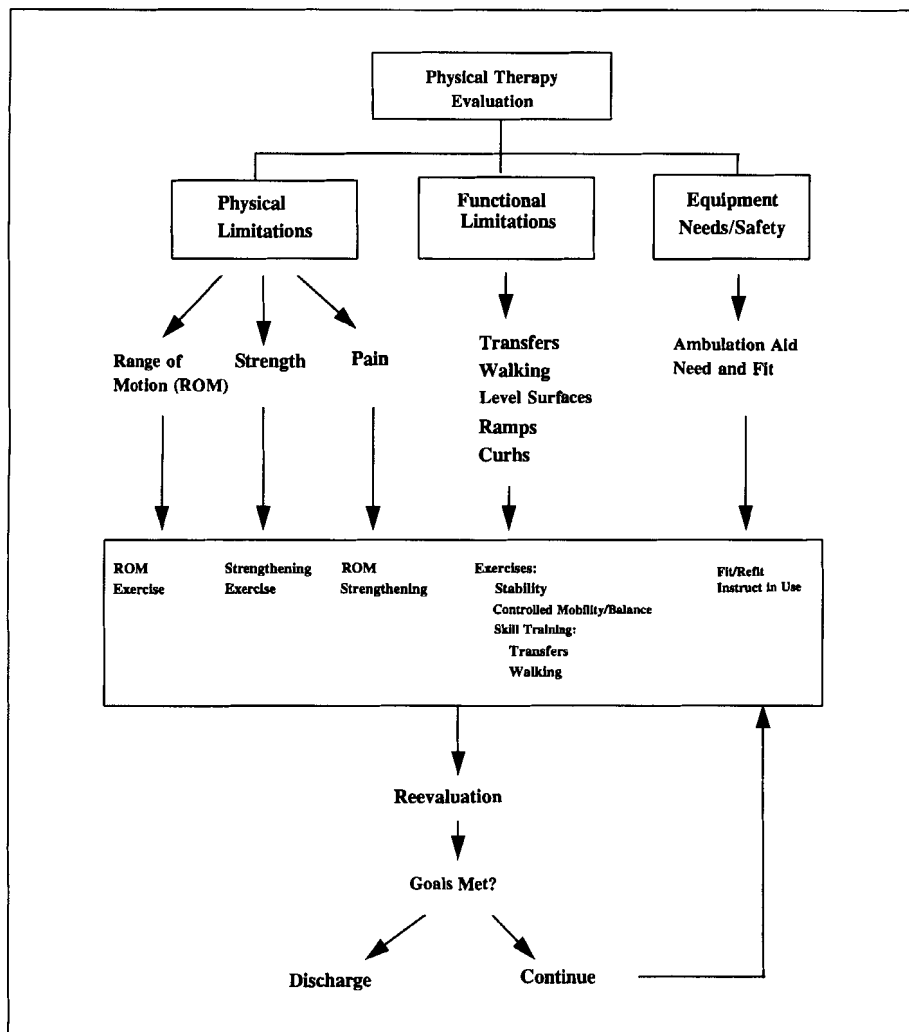 Physical Therapy
Evaluation
Physical
Limitations
Functional
Limitations
Equipment
Needs/Safety
Range of
Motion (ROM)
Strength
Pain
Transfers
Walking
Level Surfaces
Ramps
Curhs
Ambulation Aid
Need and Fit
ROM
Exercise
Strengthening
Exercise
ROM
Strengthening
Exercises:
Stability
Controlled Mobility/Balance
Skill Training:
Transfers
Walking
Fit/Refit
Instruct in Use
Reevaluation
Goals Met?
Discharge
Continue